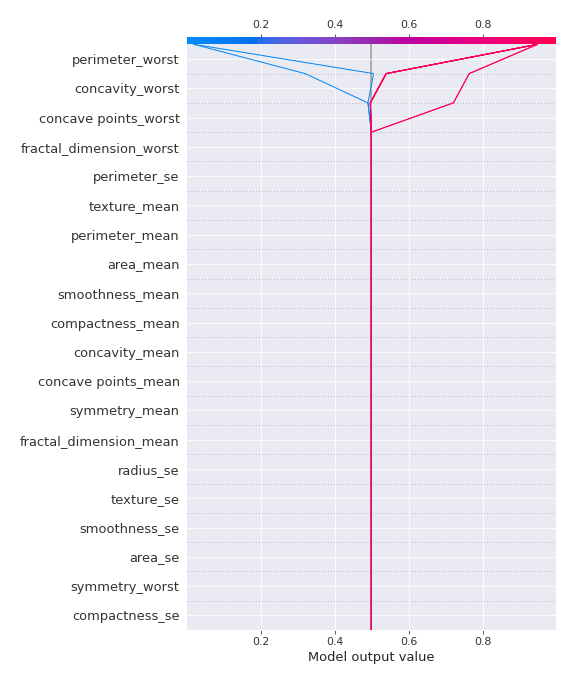 0.2 0.4 0.6 0.8
perimeter_worst
concavity_worst
concave points_worst
fractal_dimension_worst
perimeter_se
texture_mean
perimeter_mean
area_mean
smoothness_mean
compactness_mean
concavity_mean
concave points_mean
symmetry_mean
fractal_dimension_mean
radius_se
texture_se
smoothness_se
area_se
symmetry_worst
compactness_se
0.2 0.4 0.6 0.8
Model output value